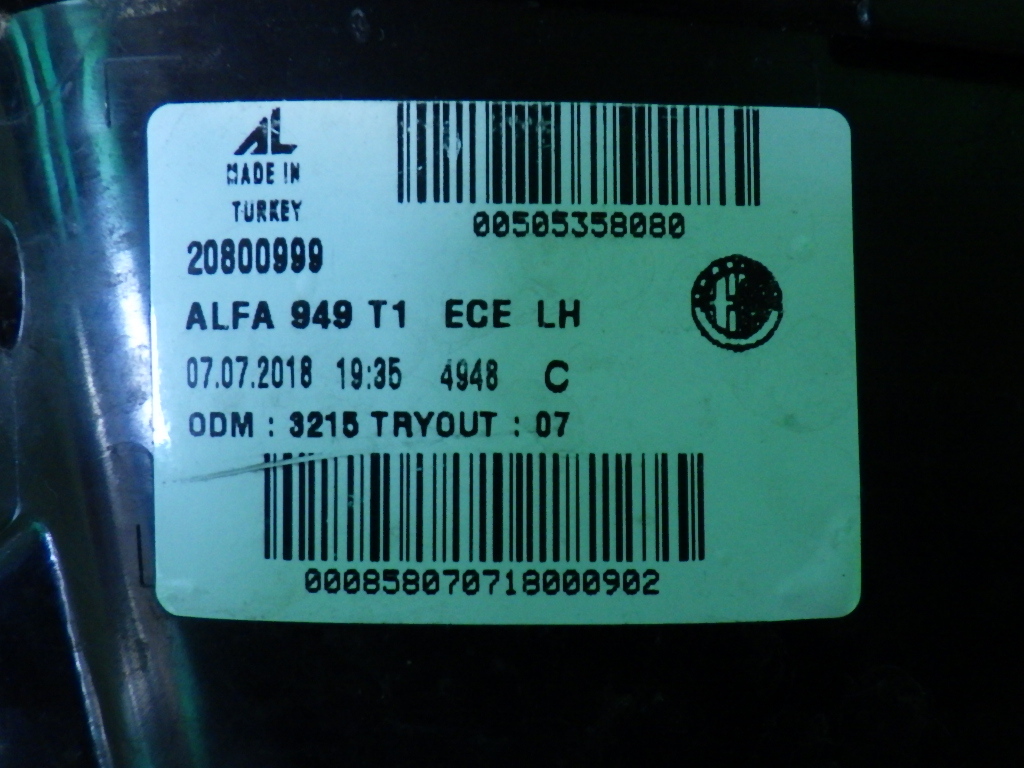 AL
MADE IN
TURKEY
00505358080
20800999
ALFA 949 T1 ECE LH
07.07.2018 19:35 4948 C
ODM : 3215 TRYOUT : 07
000858070718000902